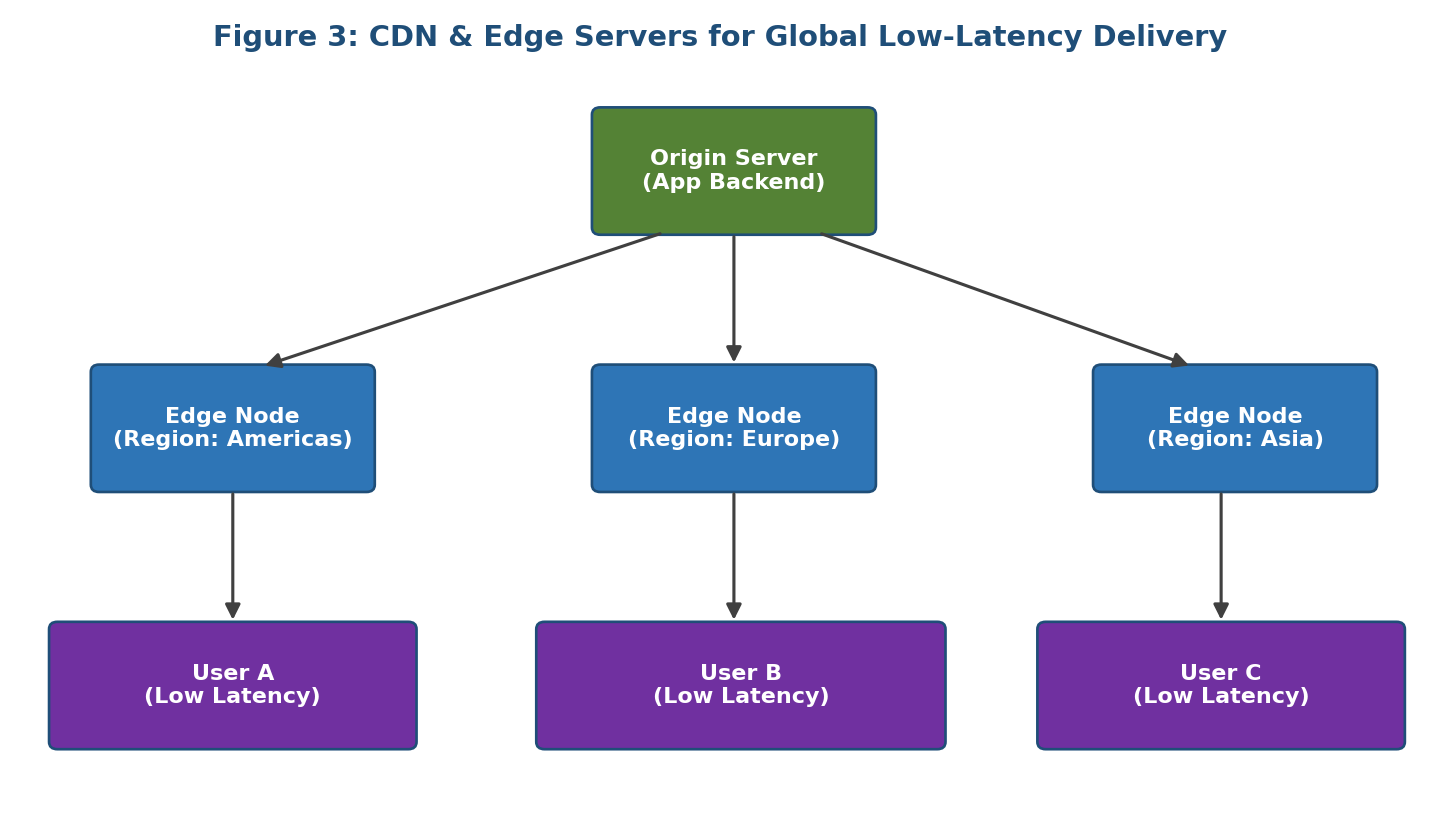 Figure 3: CDN & Edge Servers for Global Low-Latency Delivery
Origin Server
(App Backend)
Edge Node
(Region: Americas)
Edge Node
(Region: Europe)
Edge Node
(Region: Asia)
User A
(Low Latency)
User B
(Low Latency)
User C
(Low Latency)